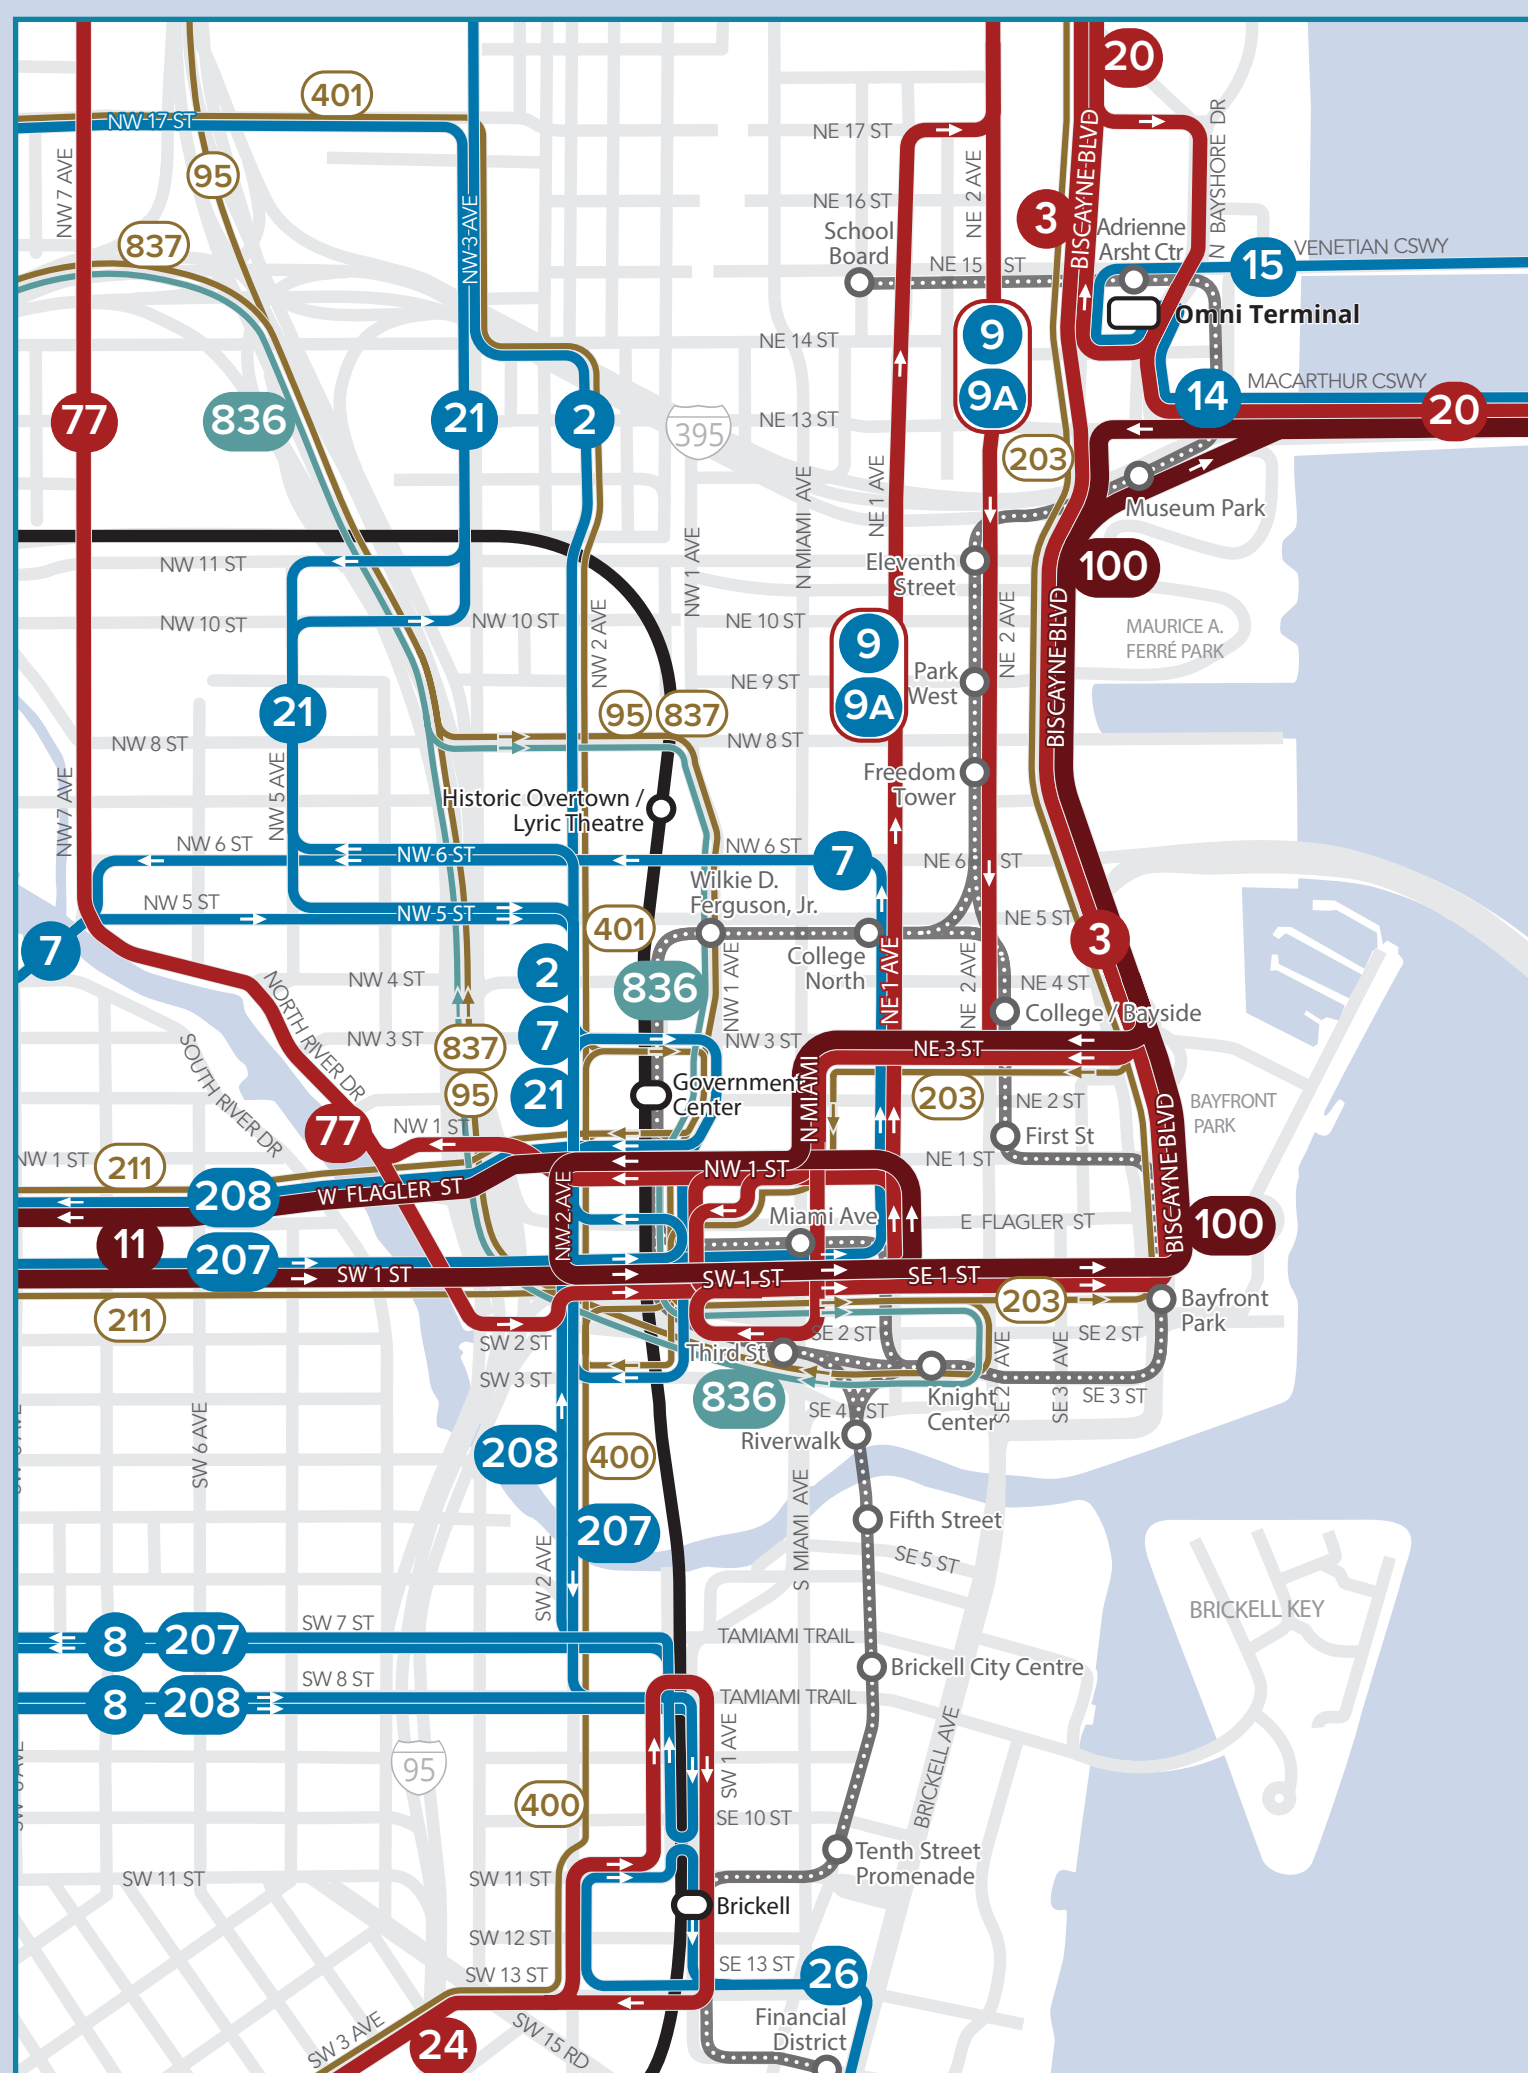 20
401
NW 17 ST
NE 17 ST
BISCAYNE BLVD
N BAYSHORE DR
NW 7 AVE
95
NE 2 AVE
NE 16 ST
NW 3 AVE
3
School
Board
Adrienne
Arsht Ctr
837
NE 15 ST
15
VENETIAN CSWY
Omni Terminal
NE 14 ST
9
9A
MACARTHUR CSWY
14
20
77
836
21
2
395
NE 13 ST
203
Museum Park
N MIAMI AVE
NE 1 AVE
NW 1 AVE
NW 11 ST
Eleventh
Street
100
NW 10 ST
NW 10 ST
NE 10 ST
NW 2 AVE
NE 2 AVE
BISCAYNE BLVD
MAURICE A.
FERRÉ PARK
9
9A
Park
West
NE 9 ST
21
95
837
NW 8 ST
NW 8 ST
NW 7 AVE
NW 5 AVE
Historic Overtown /
Lyric Theatre
Freedom
Tower
NW 6 ST
NW 6 ST
NW 6 ST
7
NE 6 ST
Wilkie D.
Ferguson, Jr.
NW 5 ST
NW 5 ST
401
NE 5 ST
3
7
College
North
NE 1 AVE
NE 2 AVE
2
836
NW 1 AVE
NW 4 ST
NE 4 ST
NORTH RIVER DR
College / Bayside
SOUTH RIVER DR
NW 3 ST
837
7
NW 3 ST
NE 3 ST
95
21
Government
Center
N MIAMI
203
NE 2 ST
BAYFRONT
PARK
77
NW 1 ST
First St
BISCAYNE BLVD
NW 1 ST
211
NW 1 ST
NE 1 ST
208
W FLAGLER ST
NW 2 AVE
Miami Ave
E FLAGLER ST
100
11
207
SW 1 ST
SW 1 ST
SE 1 ST
211
203
Bayfront
Park
SW 2 ST
Third St
SE 2 ST
SE 2 ST
SW 3 ST
836
Knight
Center
SE 2 AVE
SE 3 AVE
SE 3 ST
SE 4 ST
SW 6 AVE
208
400
Riverwalk
S MIAMI AVE
207
Fifth Street
SW 2 AVE
SE 5 ST
8
207
SW 7 ST
TAMIAMI TRAIL
BRICKELL KEY
Brickell City Centre
8
208
SW 8 ST
TAMIAMI TRAIL
SW 1 AVE
BRICKELL AVE
95
400
SE 10 ST
Tenth Street
Promenade
SW 11 ST
SW 11 ST
Brickell
SW 12 ST
SW 13 ST
SE 13 ST
26
Financial
District
SW 3 AVE
24
SW 15 RD